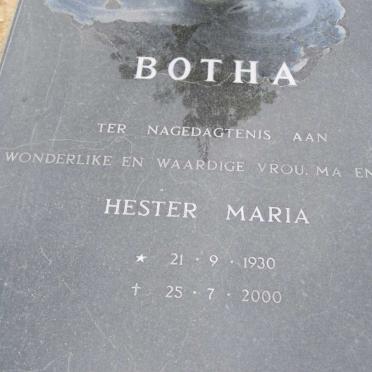 BOTHA
TER NAGEDAGTENIS AAN
WONDERLIKE EN WAARDIGE VROU, MA EN
HESTER MARIA
★ 21 · 9 · 1930
† 25 · 7 · 2000